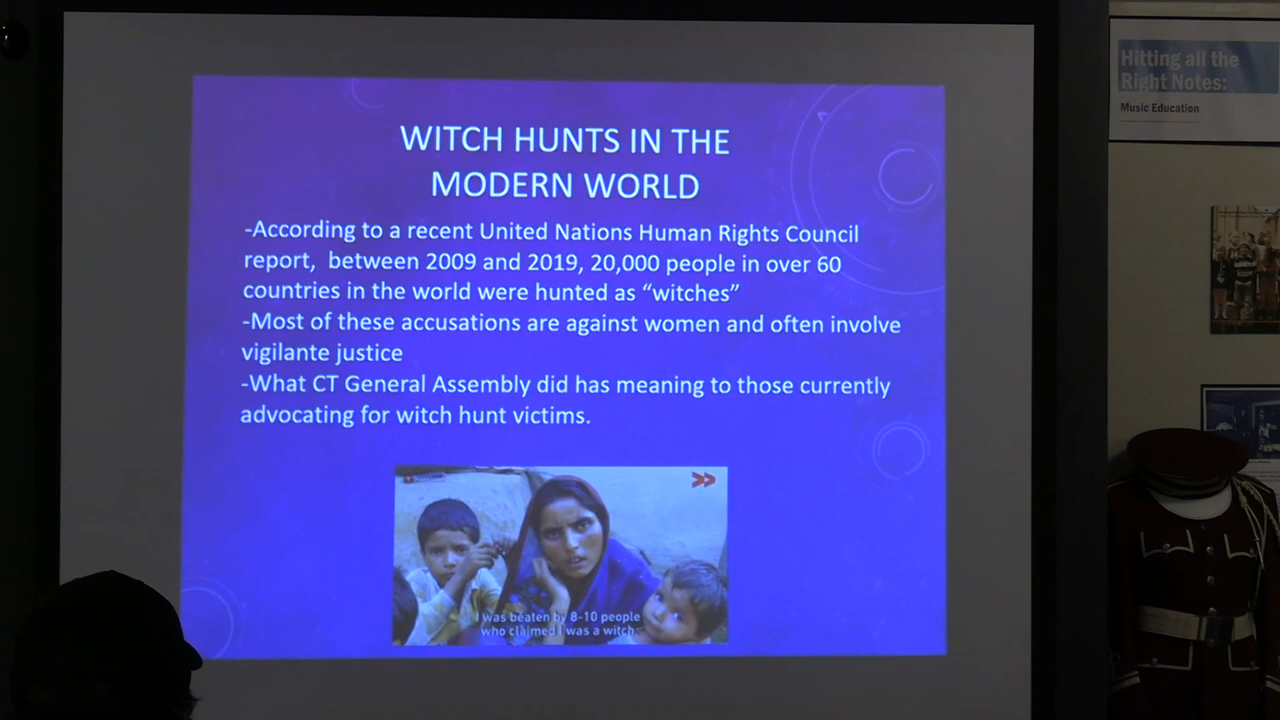 WITCH HUNTS IN THE
MODERN WORLD
-According to a recent United Nations Human Rights Council
report, between 2009 and 2019, 20,000 people in over 60
countries in the world were hunted as “witches”
-Most of these accusations are against women and often involve
vigilante justice
-What CT General Assembly did has meaning to those currently
advocating for witch hunt victims.
I was beaten by 8-10 people
who claimed I was a witch
Hitting all the
Right Notes:
Music Education